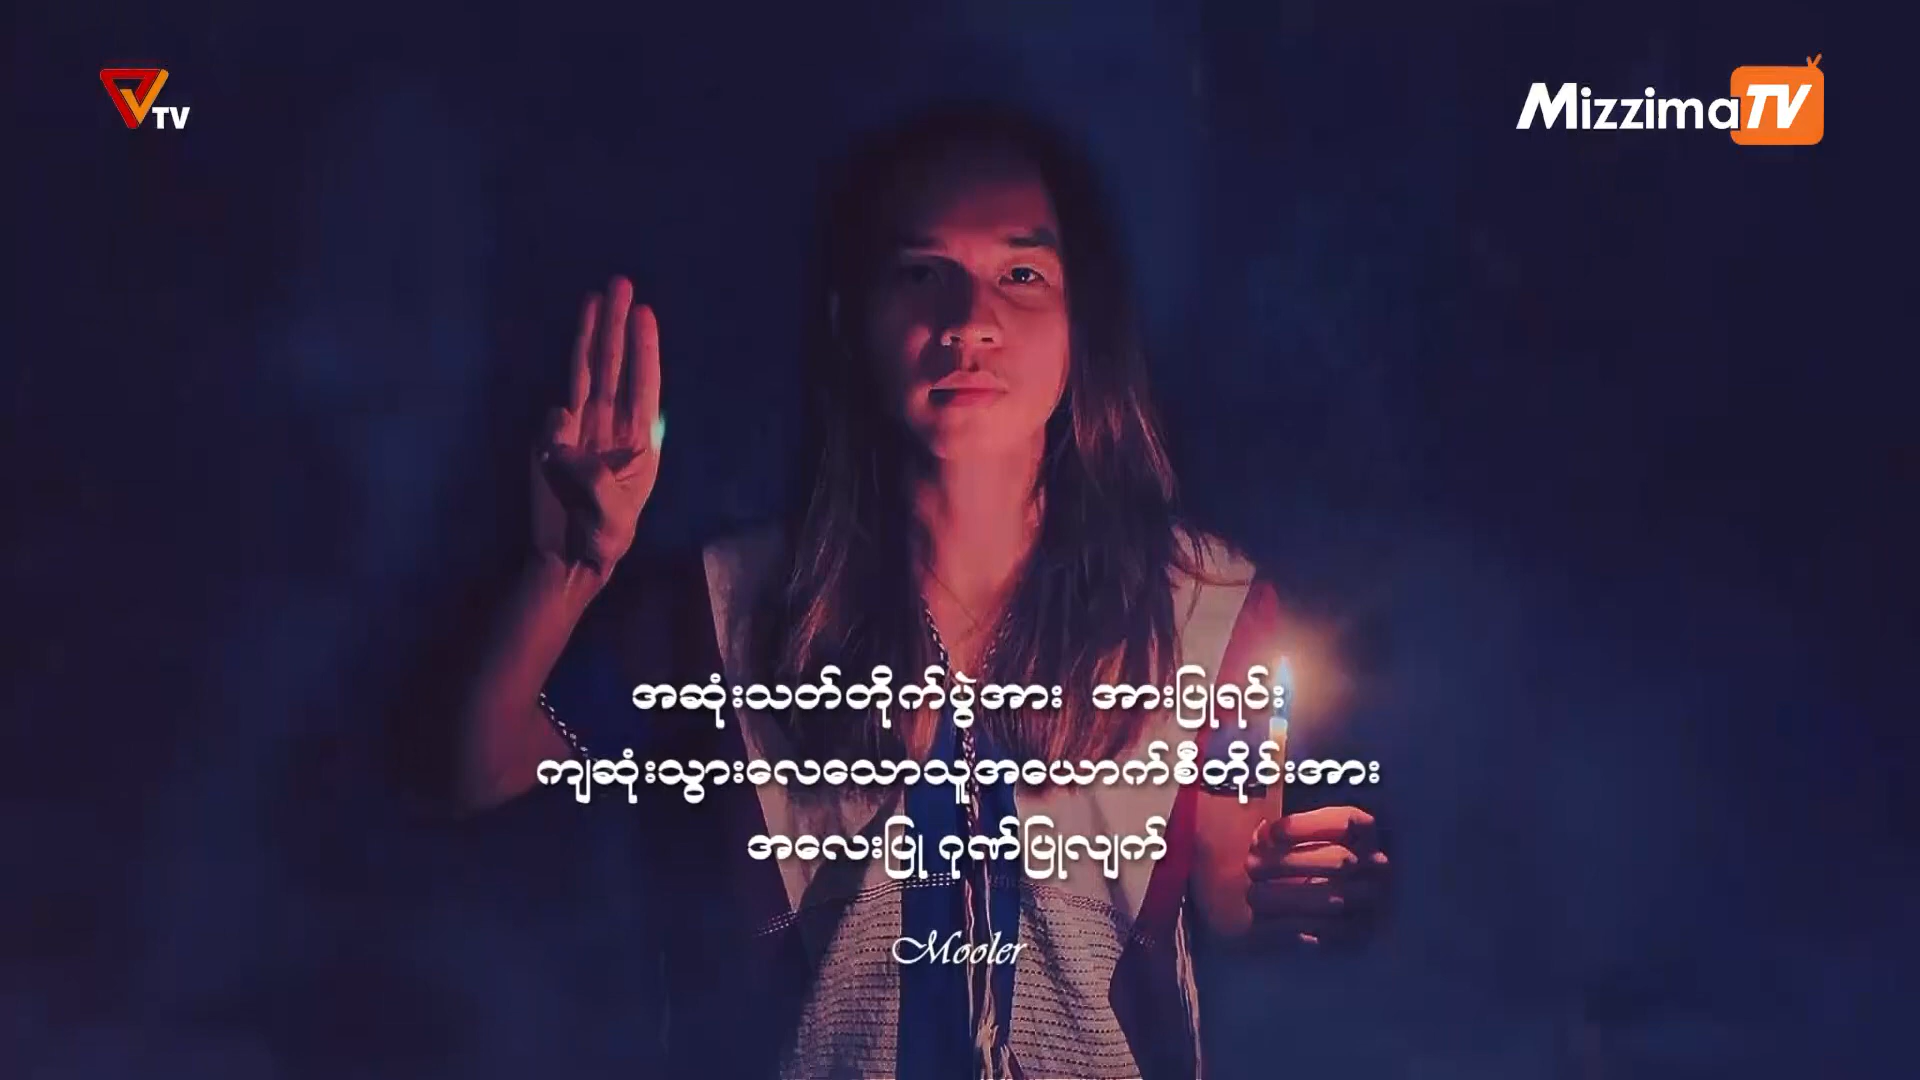 TV
MizzimaTV
အဆုံးသတ်တိုက်ပွဲအား အားပြုရင်း
ကျဆုံးသွားလေသောသူအယောက်စီတိုင်းအား
အလေးပြု ဂုဏ်ပြုလျက်
Mooler